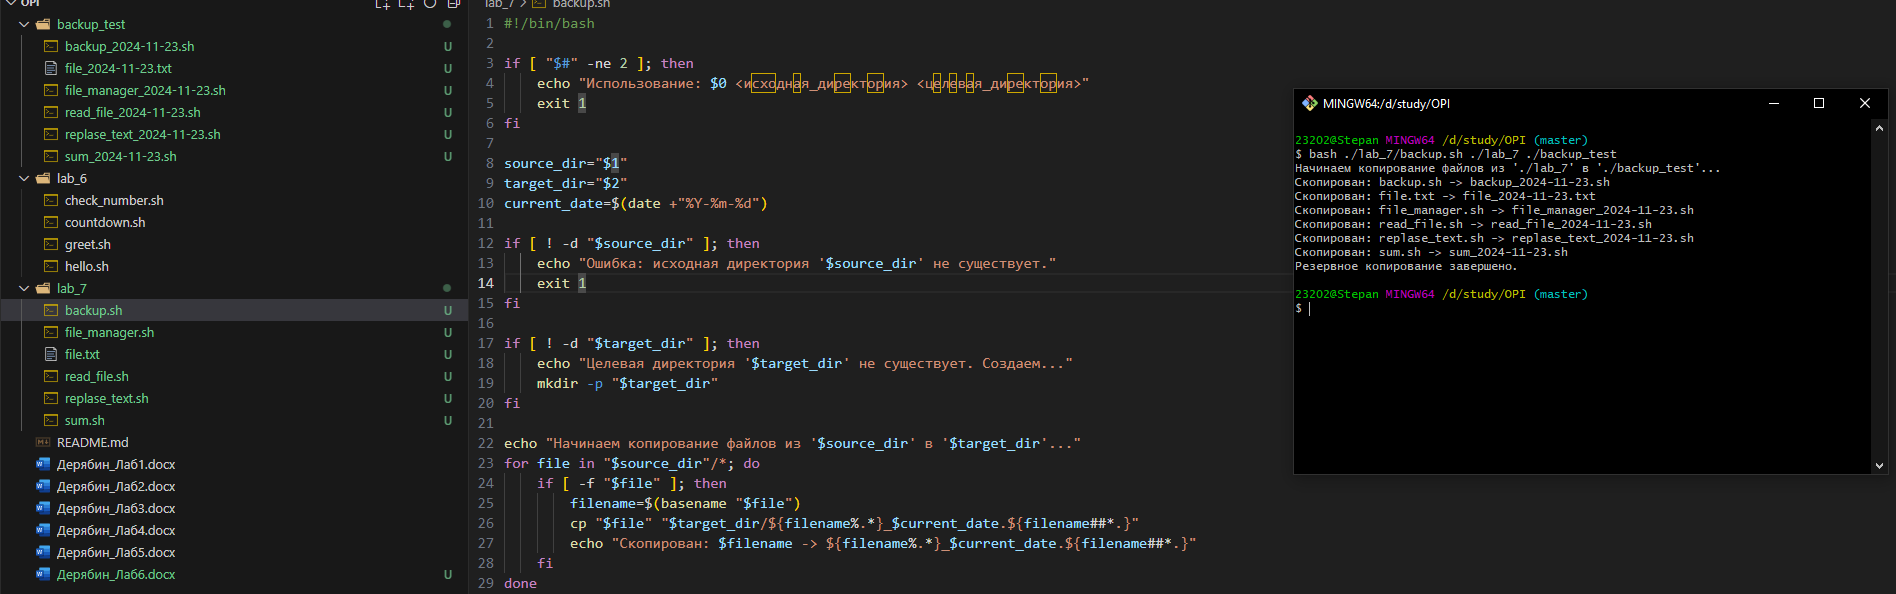 OPI
backup_test
backup_2024-11-23.sh U
file_2024-11-23.txt U
file_manager_2024-11-23.sh U
read_file_2024-11-23.sh U
replase_text_2024-11-23.sh U
sum_2024-11-23.sh U
lab_6
check_number.sh
countdown.sh
greet.sh
hello.sh
lab_7
backup.sh U
file_manager.sh U
file.txt U
read_file.sh U
replase_text.sh U
sum.sh U
README.md
Дерябин_Лаб1.docx
Дерябин_Лаб2.docx
Дерябин_Лаб3.docx
Дерябин_Лаб4.docx
Дерябин_Лаб5.docx
Дерябин_Лаб6.docx U
lab_7 > backup.sh
1 #!/bin/bash
2
3 if [ "$#" -ne 2 ]; then
4 echo "Использование: $0 <исходная_директория> <целевая_директория>"
5 exit 1
6 fi
7
8 source_dir="$1"
9 target_dir="$2"
10 current_date=$(date +"%Y-%m-%d")
11
12 if [ ! -d "$source_dir" ]; then
13 echo "Ошибка: исходная директория '$source_dir' не существует."
14 exit 1
15 fi
16
17 if [ ! -d "$target_dir" ]; then
18 echo "Целевая директория '$target_dir' не существует. Создаем..."
19 mkdir -p "$target_dir"
20 fi
21
22 echo "Начинаем копирование файлов из '$source_dir' в '$target_dir'..."
23 for file in "$source_dir"/*; do
24 if [ -f "$file" ]; then
25 filename=$(basename "$file")
26 cp "$file" "$target_dir/${filename%.*}_$current_date.${filename##*.}"
27 echo "Скопирован: $filename -> ${filename%.*}_$current_date.${filename##*.}"
28 fi
29 done
MINGW64:/d/study/OPI
23202@Stepan MINGW64 /d/study/OPI (master)
$ bash ./lab_7/backup.sh ./lab_7 ./backup_test
Начинаем копирование файлов из './lab_7' в './backup_test'...
Скопирован: backup.sh -> backup_2024-11-23.sh
Скопирован: file.txt -> file_2024-11-23.txt
Скопирован: file_manager.sh -> file_manager_2024-11-23.sh
Скопирован: read_file.sh -> read_file_2024-11-23.sh
Скопирован: replase_text.sh -> replase_text_2024-11-23.sh
Скопирован: sum.sh -> sum_2024-11-23.sh
Резервное копирование завершено.
23202@Stepan MINGW64 /d/study/OPI (master)
$